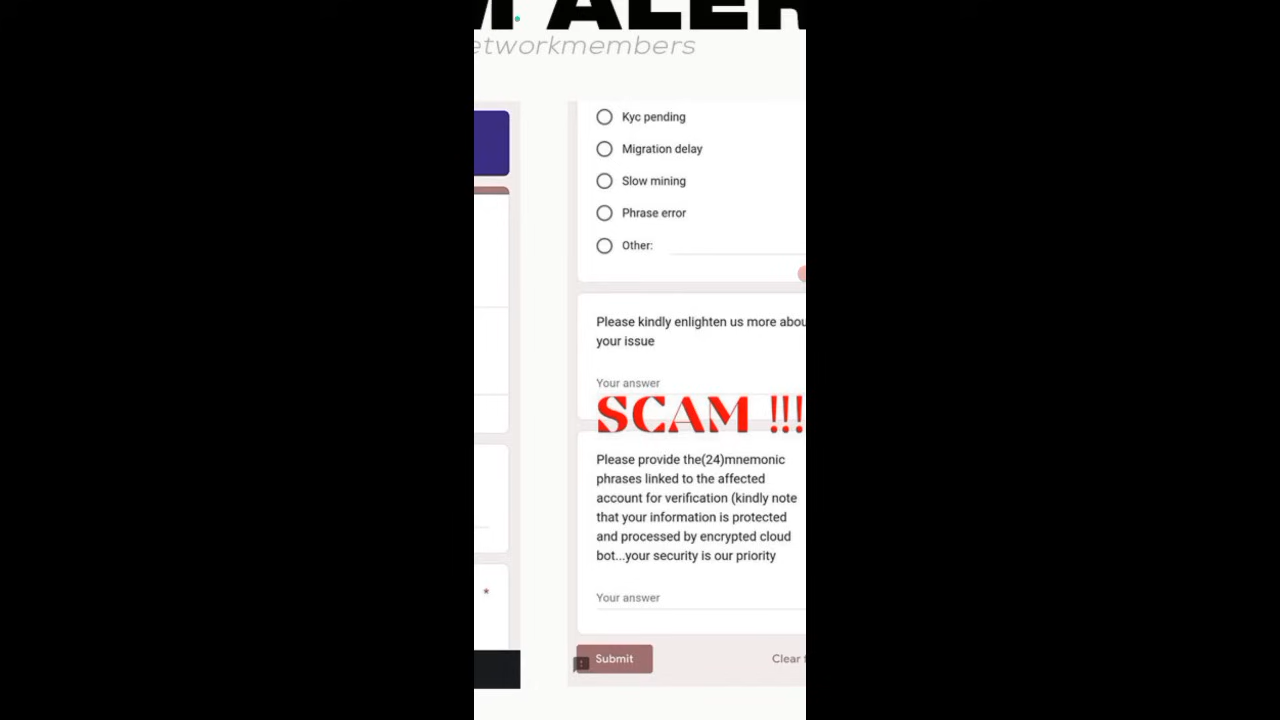 ALER
etworkmembers
Kyc pending
Migration delay
Slow mining
Phrase error
Other:
Please kindly enlighten us more abou
your issue
Your answer
SCAM !!!
Please provide the(24)mnemonic
phrases linked to the affected
account for verification (kindly note
that your information is protected
and processed by encrypted cloud
bot...your security is our priority
Your answer
*
Submit
Clear